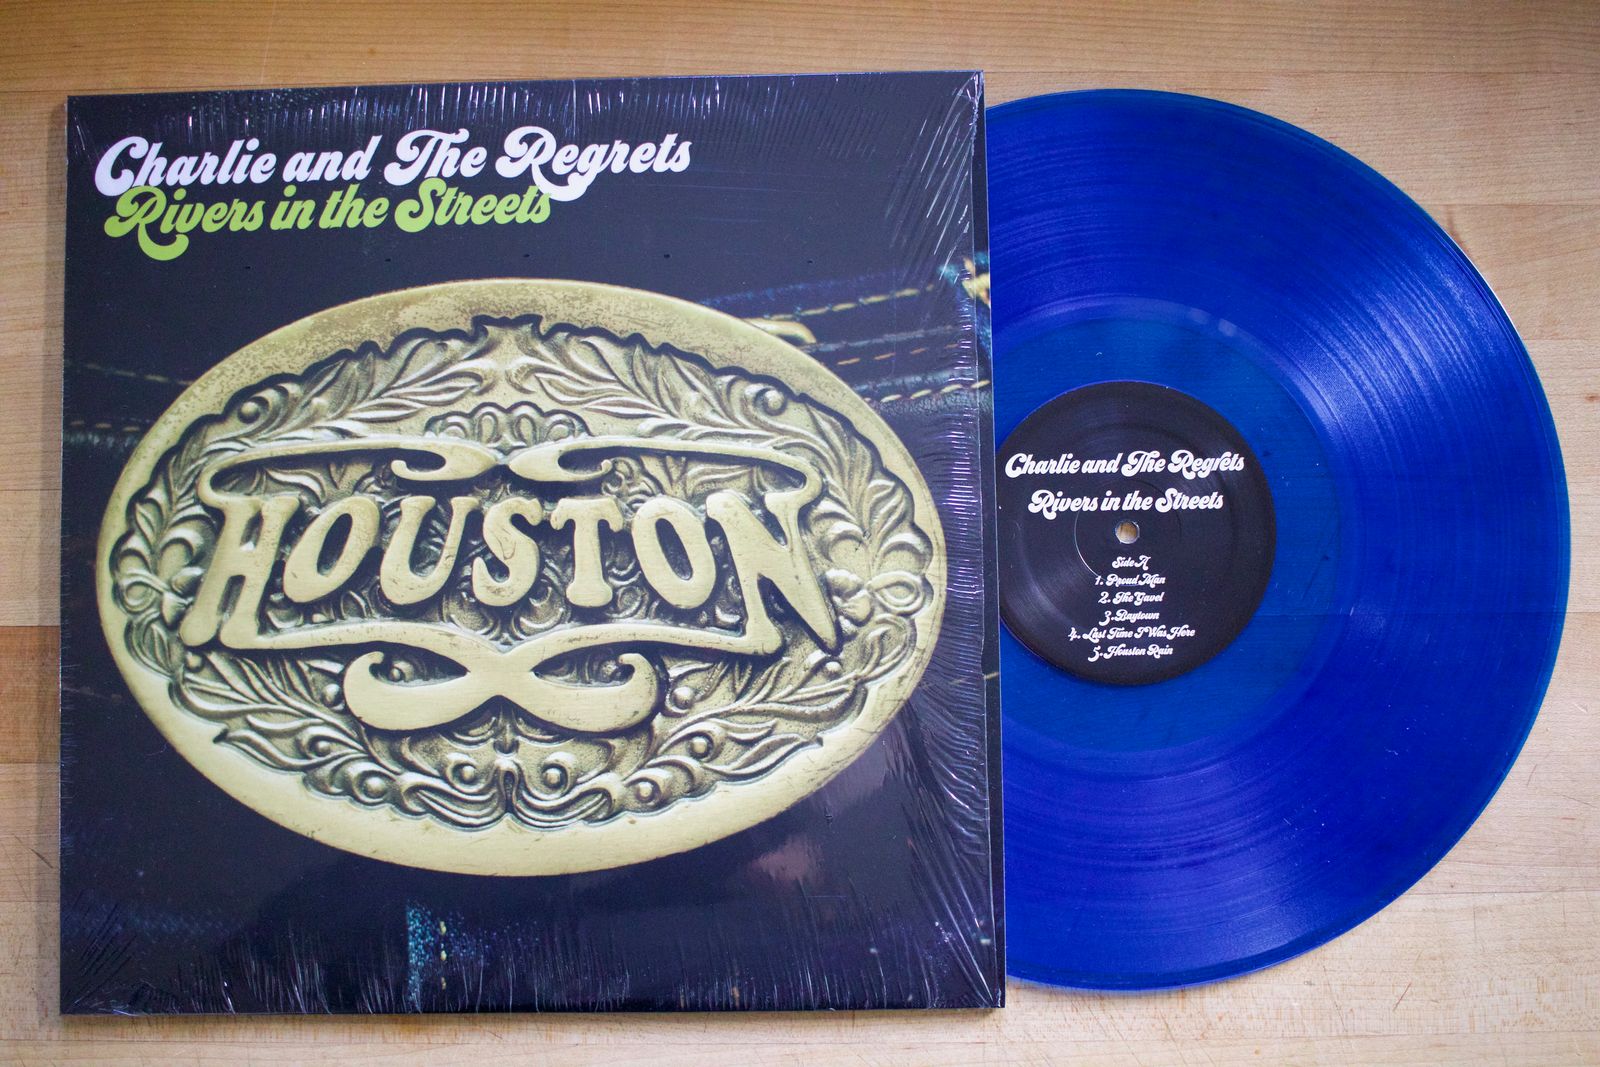 Charlie and The Regrets
Rivers in the Streets
HOUSTON
Charlie and The Regrets
Rivers in the Streets
Side A
1. Proud Man
2. The Gavel
3. Baytown
4. Last Time I Was Here
5. Houston Rain